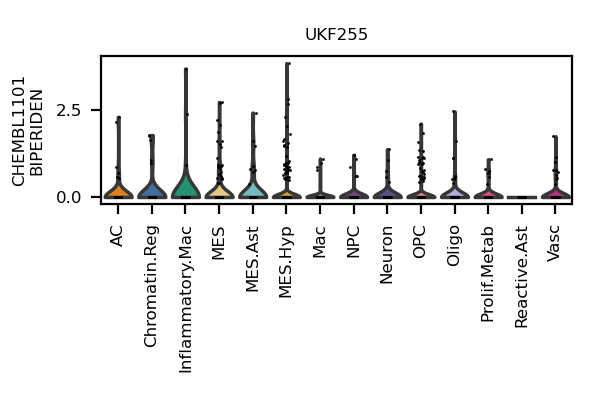 UKF255
CHEMBL1101
BIPERIDEN
2.5
0.0
AC
Chromatin.Reg
Inflammatory.Mac
MES
MES.Ast
MES.Hyp
Mac
NPC
Neuron
OPC
Oligo
Prolif.Metab
Reactive.Ast
Vasc